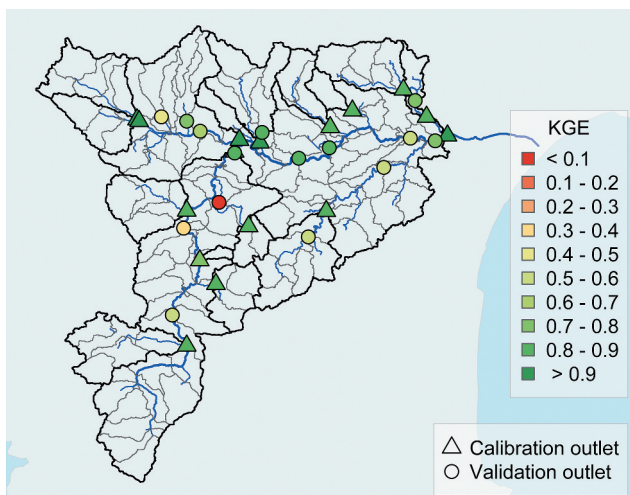 KGE
< 0.1
0.1 - 0.2
0.2 - 0.3
0.3 - 0.4
0.4 - 0.5
0.5 - 0.6
0.6 - 0.7
0.7 - 0.8
0.8 - 0.9
> 0.9
Calibration outlet
Validation outlet